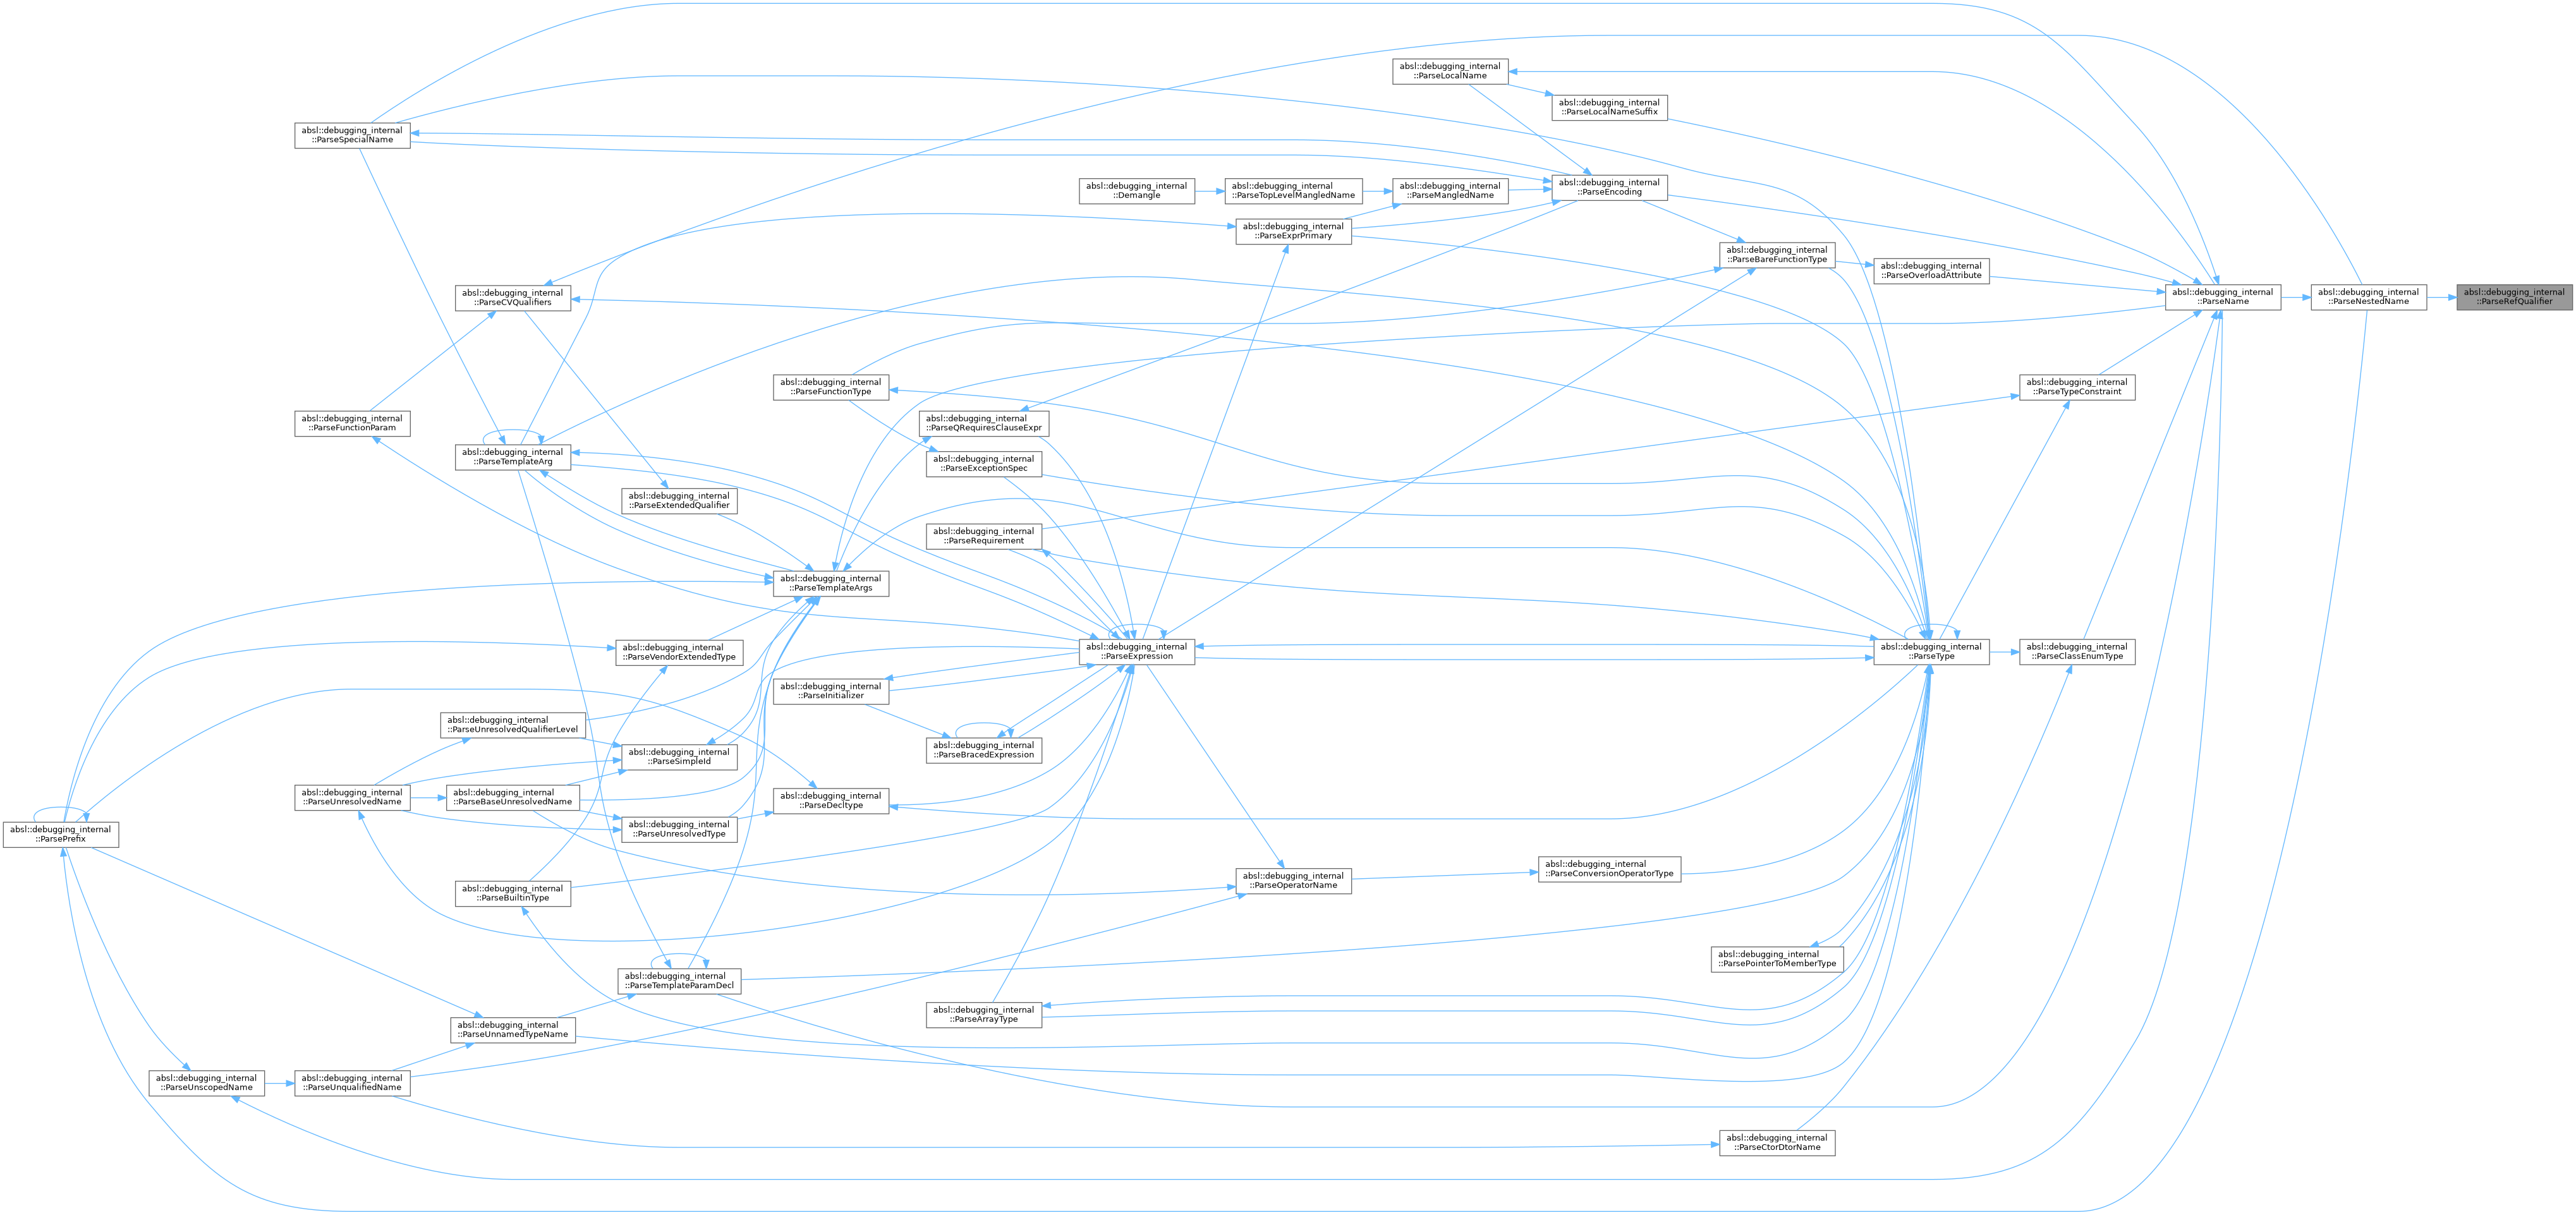 absl::debugging_internal
::ParseLocalName
absl::debugging_internal
::ParseLocalNameSuffix
absl::debugging_internal
::ParseSpecialName
absl::debugging_internal
::Demangle
absl::debugging_internal
::ParseTopLevelMangledName
absl::debugging_internal
::ParseMangledName
absl::debugging_internal
::ParseEncoding
absl::debugging_internal
::ParseExprPrimary
absl::debugging_internal
::ParseBareFunctionType
absl::debugging_internal
::ParseOverloadAttribute
absl::debugging_internal
::ParseCVQualifiers
absl::debugging_internal
::ParseName
absl::debugging_internal
::ParseNestedName
absl::debugging_internal
::ParseRefQualifier
absl::debugging_internal
::ParseFunctionType
absl::debugging_internal
::ParseTypeConstraint
absl::debugging_internal
::ParseFunctionParam
absl::debugging_internal
::ParseQRequiresClauseExpr
absl::debugging_internal
::ParseTemplateArg
absl::debugging_internal
::ParseExceptionSpec
absl::debugging_internal
::ParseExtendedQualifier
absl::debugging_internal
::ParseRequirement
absl::debugging_internal
::ParseTemplateArgs
absl::debugging_internal
::ParseVendorExtendedType
absl::debugging_internal
::ParseExpression
absl::debugging_internal
::ParseType
absl::debugging_internal
::ParseClassEnumType
absl::debugging_internal
::ParseInitializer
absl::debugging_internal
::ParseUnresolvedQualifierLevel
absl::debugging_internal
::ParseBracedExpression
absl::debugging_internal
::ParseSimpleId
absl::debugging_internal
::ParseUnresolvedName
absl::debugging_internal
::ParseBaseUnresolvedName
absl::debugging_internal
::ParseDecltype
absl::debugging_internal
::ParsePrefix
absl::debugging_internal
::ParseUnresolvedType
absl::debugging_internal
::ParseBuiltinType
absl::debugging_internal
::ParseOperatorName
absl::debugging_internal
::ParseConversionOperatorType
absl::debugging_internal
::ParsePointerToMemberType
absl::debugging_internal
::ParseTemplateParamDecl
absl::debugging_internal
::ParseArrayType
absl::debugging_internal
::ParseUnnamedTypeName
absl::debugging_internal
::ParseUnscopedName
absl::debugging_internal
::ParseUnqualifiedName
absl::debugging_internal
::ParseCtorDtorName